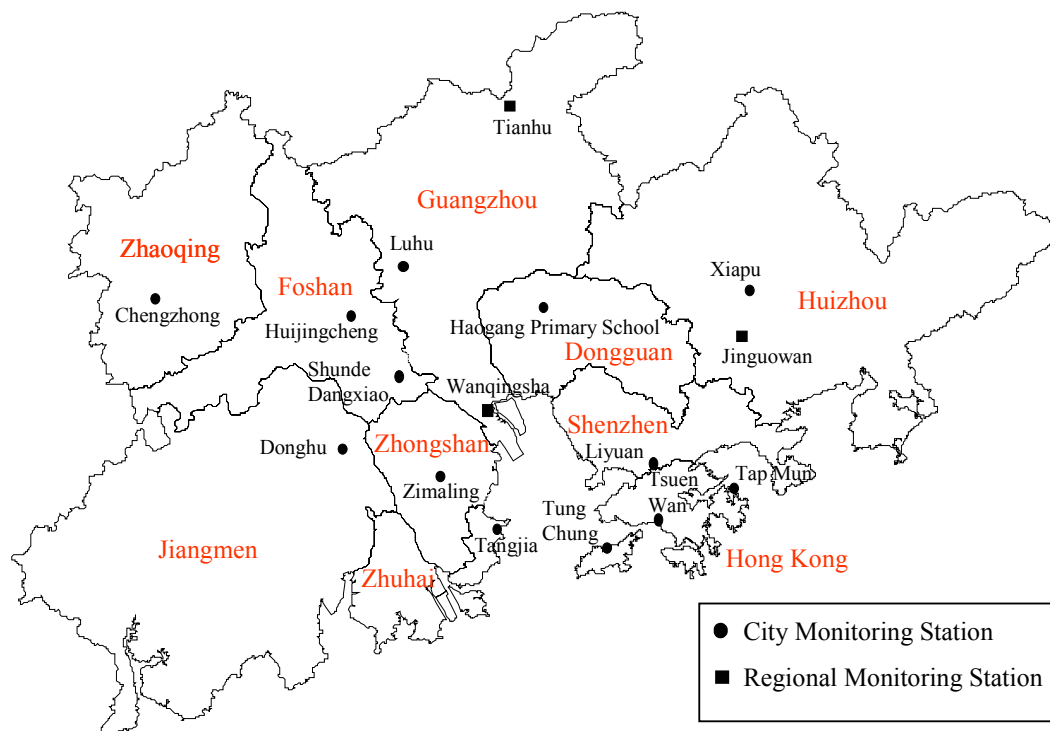 Tianhu
Guangzhou
Zhaoqing
Luhu
Foshan
Xiapu
Huizhou
Chengzhong
Huijingcheng
Haogang Primary School
Dongguan
Jinguowan
Shunde
Dangxiao
Wanqingsha
Shenzhen
Zhongshan
Donghu
Liyuan
Zimaling
Tsuen
Wan
Tap Mun
Tung
Chung
Tangjia
Jiangmen
Zhuhai
Hong Kong
City Monitoring Station
Regional Monitoring Station